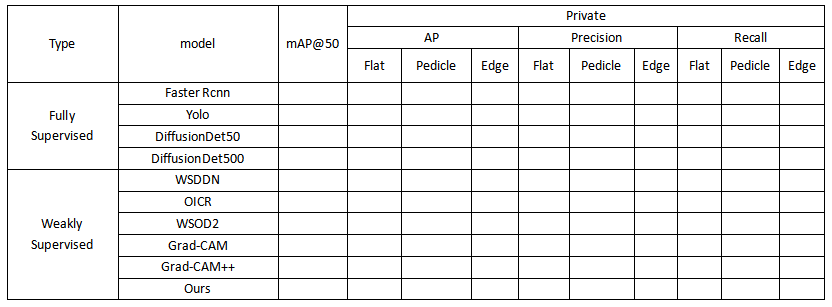 Type model mAP@50 Private
AP Precision Recall
Flat Pedicle Edge Flat Pedicle Edge Flat Pedicle Edge
Fully Supervised
Faster Rcnn
Yolo
DiffusionDet50
DiffusionDet500
Weakly Supervised
WSDDN
OICR
WSOD2
Grad-CAM
Grad-CAM++
Ours